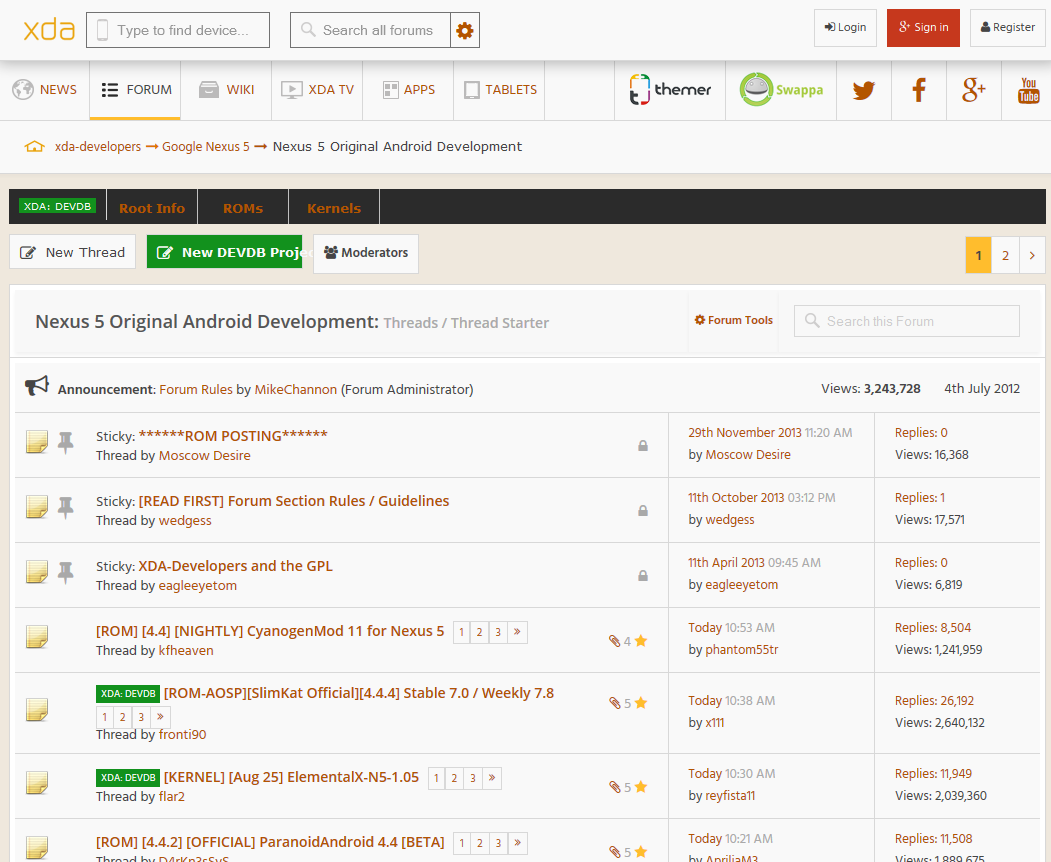 xda Type to find device... Search all forums Login Sign in Register
NEWS FORUM WIKI XDA TV APPS TABLETS themer Swappa You Tube
xda-developers Google Nexus 5 Nexus 5 Original Android Development
XDA: DEVDB Root Info ROMs Kernels
New Thread New DEVDB Proje Moderators 1 2 >
Nexus 5 Original Android Development: Threads / Thread Starter Forum Tools Search this Forum
Announcement: Forum Rules by MikeChannon (Forum Administrator) Views: 3,243,728 4th July 2012
Sticky: ******ROM POSTING****** 29th November 2013 11:20 AM Replies: 0
Thread by Moscow Desire by Moscow Desire Views: 16,368
Sticky: [READ FIRST] Forum Section Rules / Guidelines 11th October 2013 03:12 PM Replies: 1
Thread by wedgess by wedgess Views: 17,571
Sticky: XDA-Developers and the GPL 11th April 2013 09:45 AM Replies: 0
Thread by eagleeyetom by eagleeyetom Views: 6,819
[ROM] [4.4] [NIGHTLY] CyanogenMod 11 for Nexus 5 1 2 3 » 4 Today 10:53 AM Replies: 8,504
Thread by kfheaven by phantom55tr Views: 1,241,959
XDA: DEVDB [ROM-AOSP][SlimKat Official][4.4.4] Stable 7.0 / Weekly 7.8 5 Today 10:38 AM Replies: 26,192
1 2 3 » by x111 Views: 2,640,132
Thread by fronti90
XDA: DEVDB [KERNEL] [Aug 25] ElementalX-N5-1.05 1 2 3 » 5 Today 10:30 AM Replies: 11,949
Thread by flar2 by reyfista11 Views: 2,039,360
[ROM] [4.4.2] [OFFICIAL] ParanoidAndroid 4.4 [BETA] 1 2 3 » 5 Today 10:21 AM Replies: 11,508
Thread by D4rKn3sSyS by ApriliaM3 Views: 1,889,675